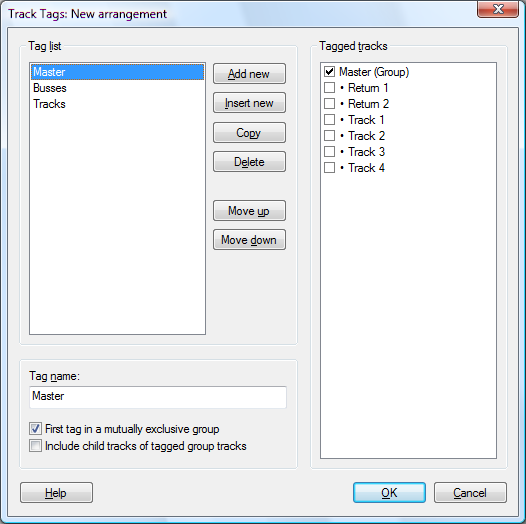 Track Tags: New arrangement
Tag list
Master
Busses
Tracks
Add new
Insert new
Copy
Delete
Move up
Move down
Tagged tracks
Master (Group)
• Return 1
• Return 2
• Track 1
• Track 2
• Track 3
• Track 4
Tag name:
Master
First tag in a mutually exclusive group
Include child tracks of tagged group tracks
Help
OK
Cancel